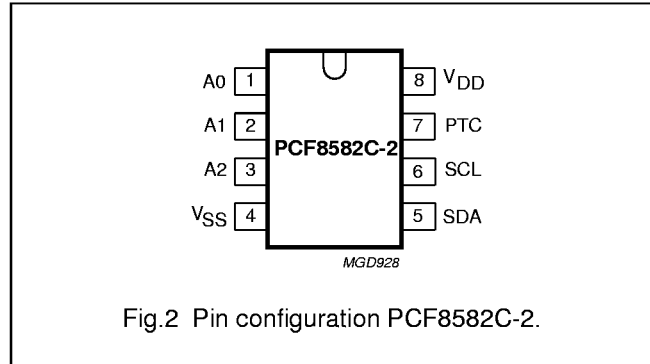 A0 1 8 VDD
A1 2 7 PTC
PCF8582C-2
A2 3 6 SCL
VSS 4 5 SDA
MGD928
Fig.2 Pin configuration PCF8582C-2.